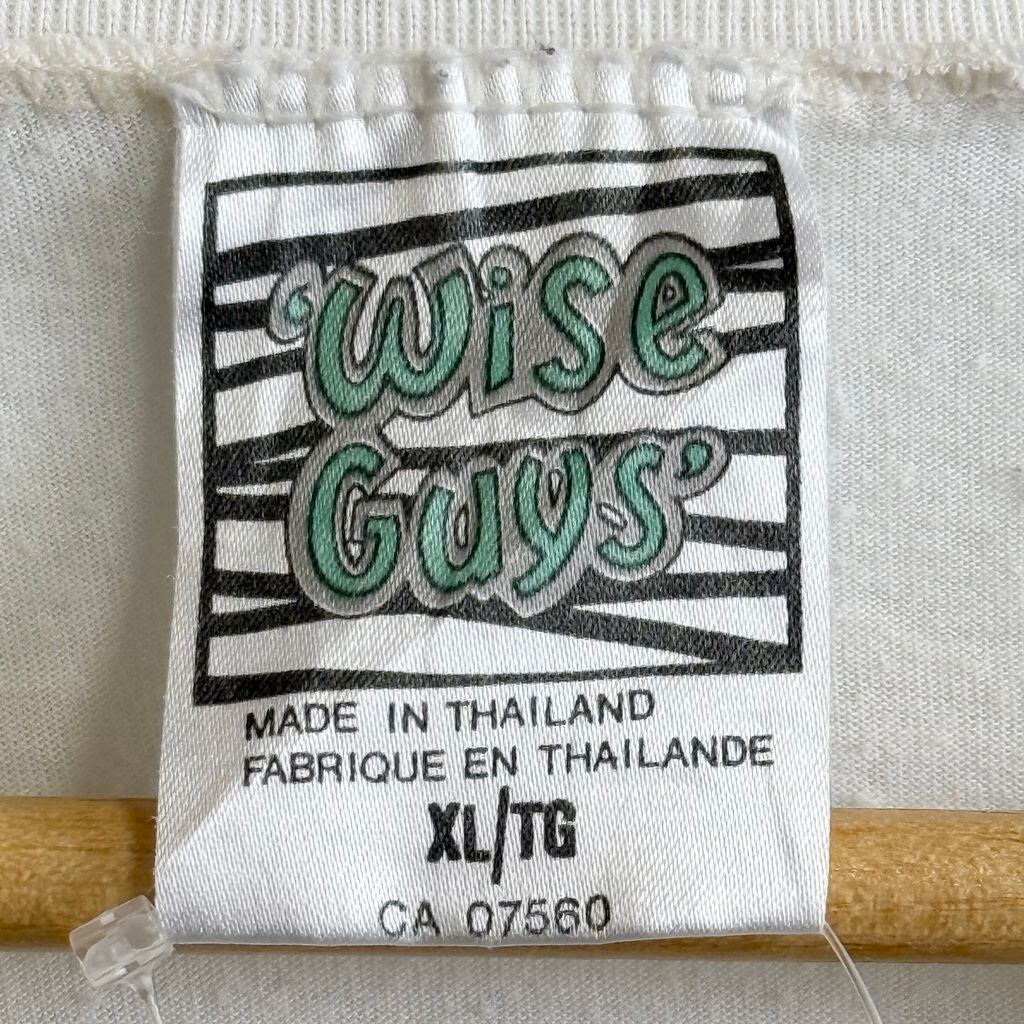 'Wise
Guys'
MADE IN THAILAND
FABRIQUE EN THAILANDE
XL/TG
CA 07560